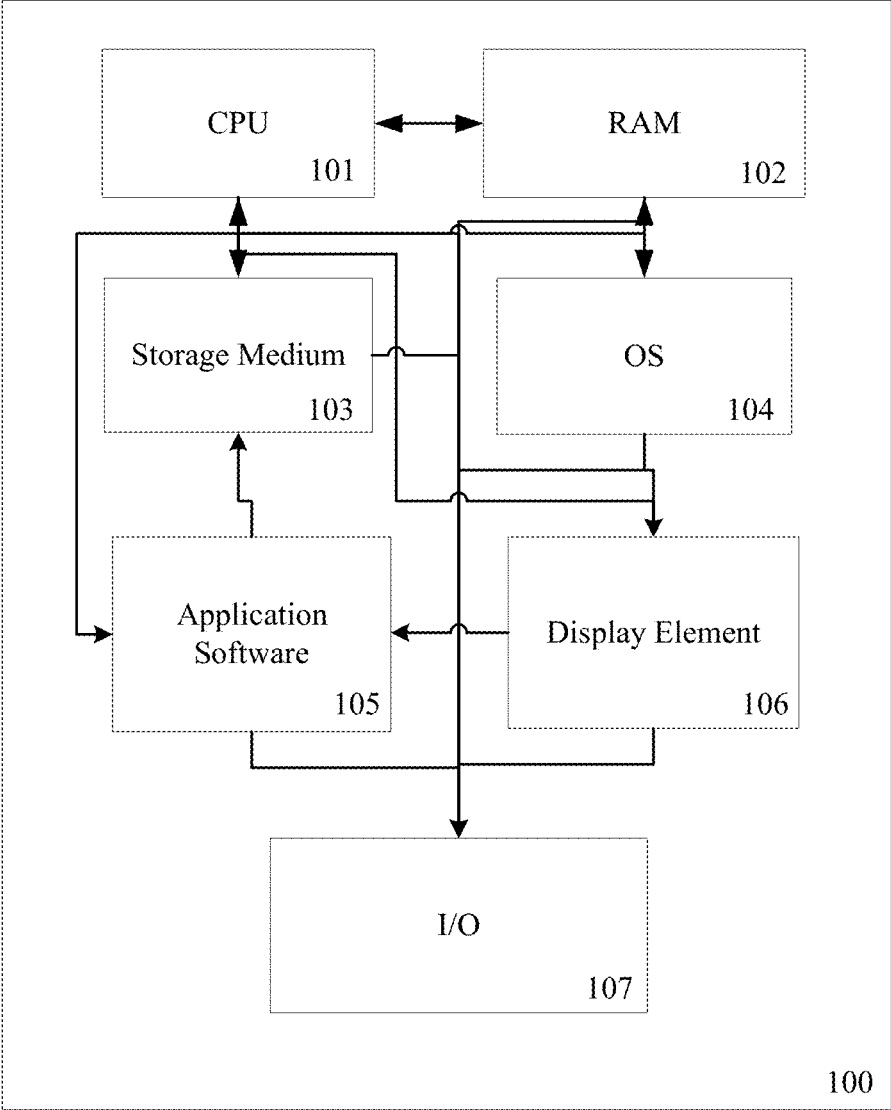 CPU
101
RAM
102
Storage Medium
103
OS
104
Application
Software
105
Display Element
106
I/O
107
100